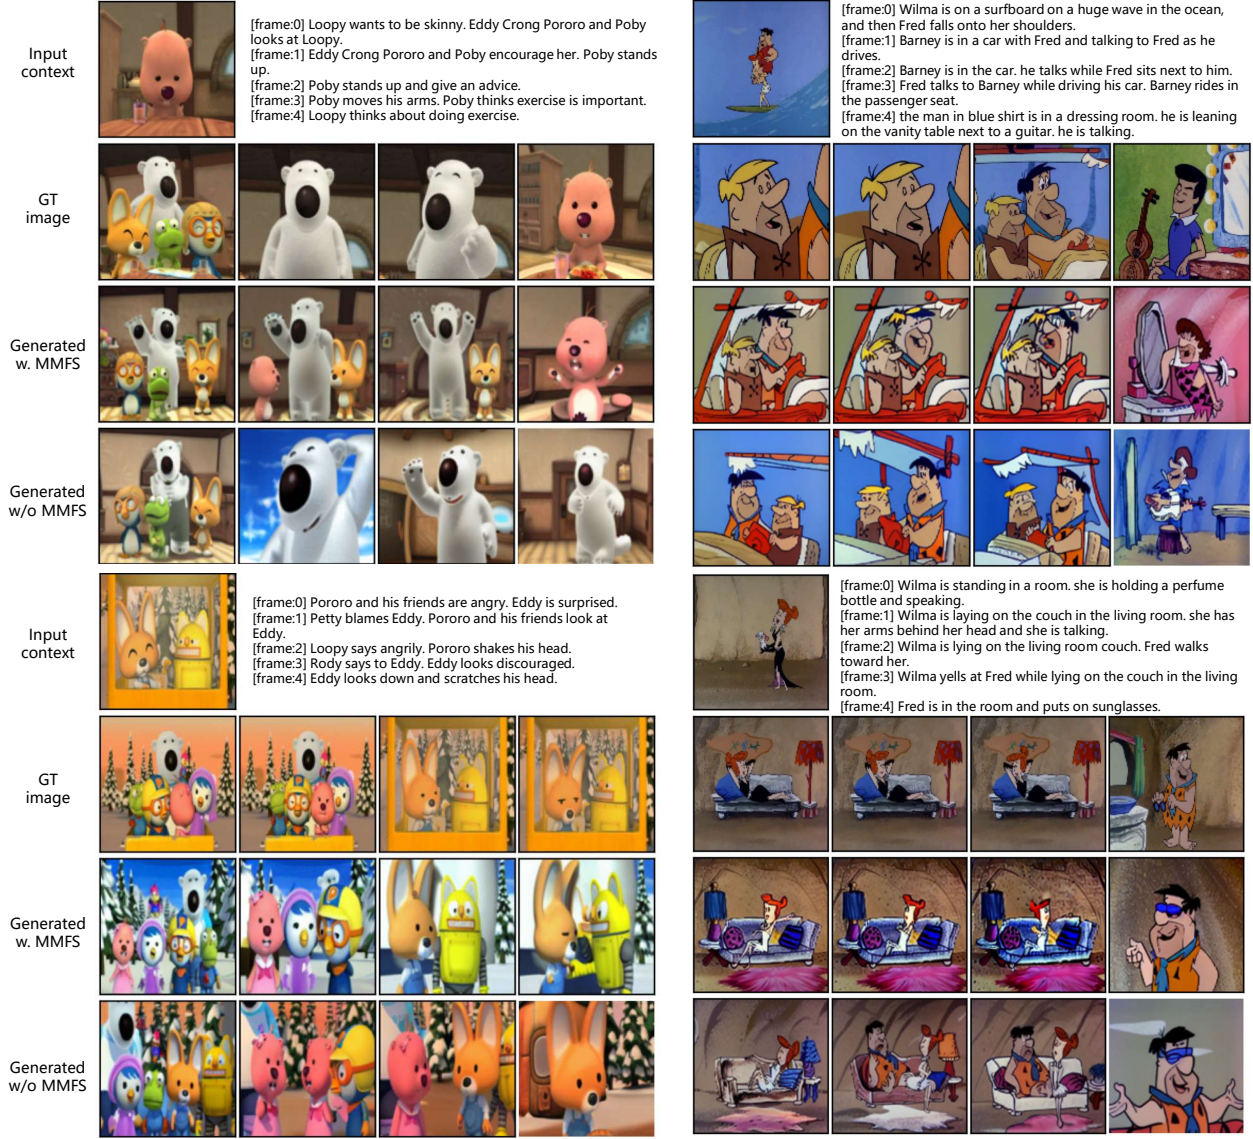 Input
context
[frame:0] Loopy wants to be skinny. Eddy Crong Pororo and Poby
looks at Loopy.
[frame:1] Eddy Crong Pororo and Poby encourage her. Poby stands
up.
[frame:2] Poby stands up and give an advice.
[frame:3] Poby moves his arms. Poby thinks exercise is important.
[frame:4] Loopy thinks about doing exercise.
[frame:0] Wilma is on a surfboard on a huge wave in the ocean,
and then Fred falls onto her shoulders.
[frame:1] Barney is in a car with Fred and talking to Fred as he
drives.
[frame:2] Barney is in the car. he talks while Fred sits next to him.
[frame:3] Fred talks to Barney while driving his car. Barney rides in
the passenger seat.
[frame:4] the man in blue shirt is in a dressing room. he is leaning
on the vanity table next to a guitar. he is talking.
GT
image
Generated
w. MMFS
Generated
w/o MMFS
Input
context
[frame:0] Pororo and his friends are angry. Eddy is surprised.
[frame:1] Petty blames Eddy. Pororo and his friends look at
Eddy.
[frame:2] Loopy says angrily. Pororo shakes his head.
[frame:3] Rody says to Eddy. Eddy looks discouraged.
[frame:4] Eddy looks down and scratches his head.
[frame:0] Wilma is standing in a room. she is holding a perfume
bottle and speaking.
[frame:1] Wilma is laying on the couch in the living room. she has
her arms behind her head and she is talking.
[frame:2] Wilma is lying on the living room couch. Fred walks
toward her.
[frame:3] Wilma yells at Fred while lying on the couch in the living
room.
[frame:4] Fred is in the room and puts on sunglasses.
GT
image
Generated
w. MMFS
Generated
w/o MMFS